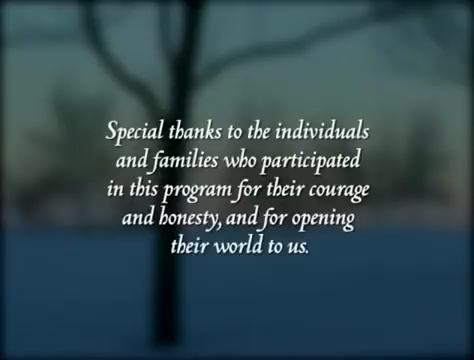 Special thanks to the individuals
and families who participated
in this program for their courage
and honesty, and for opening
their world to us.